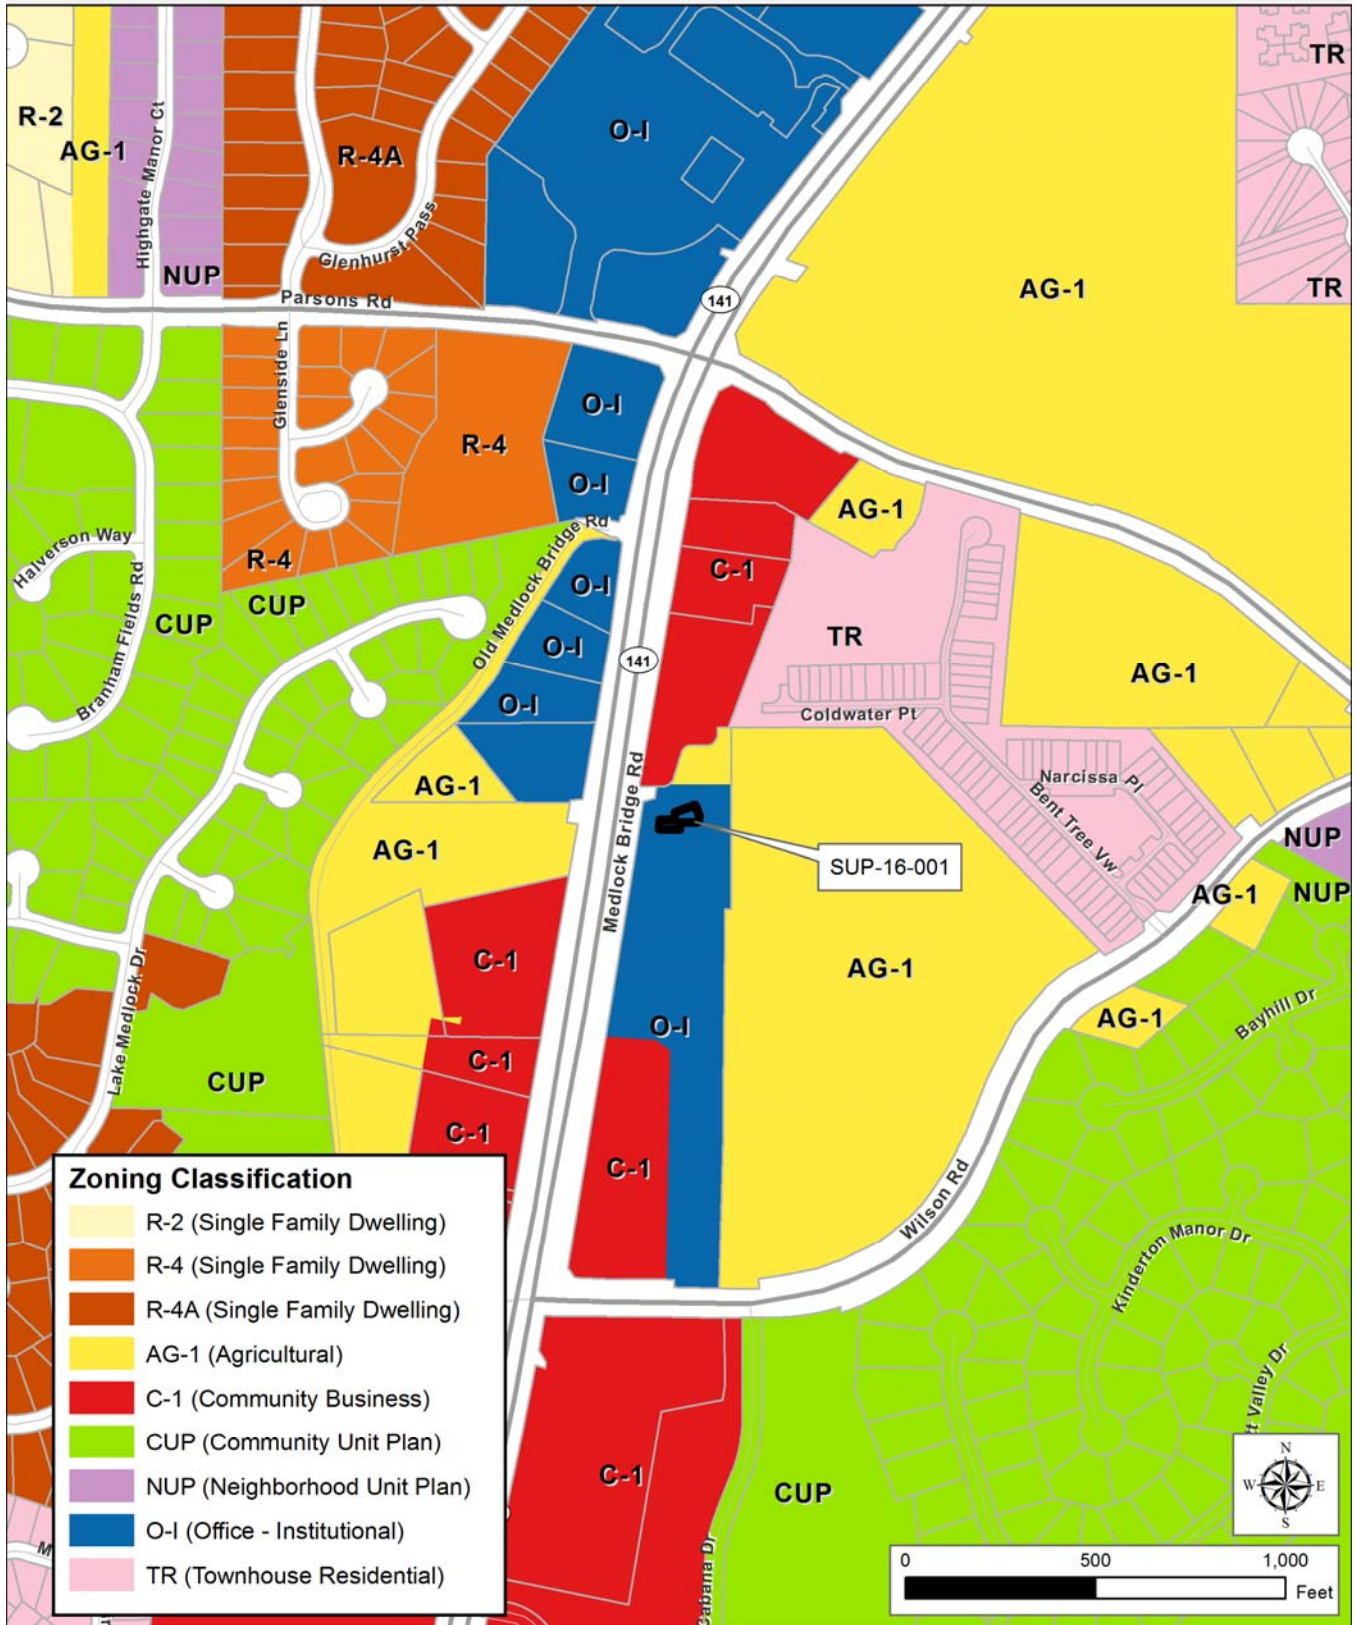 TR
R-2
O-I
AG-1
R-4A
Highgate Manor Ct
Glenhurst Pass
NUP
AG-1
TR
Parsons Rd
141
Glenside Ln
O-I
R-4
O-I
AG-1
Old Medlock Bridge Rd
Halverson Way
R-4
C-1
O-I
CUP
CUP
Branham Fields Rd
TR
O-I
141
AG-1
O-I
Coldwater Pt
Medlock Bridge Rd
AG-1
Narcissa Pl
Bent Tree Vw
NUP
AG-1
SUP-16-001
AG-1
NUP
C-1
AG-1
Lake Medlock Dr
O-I
AG-1
Bayhill Dr
C-1
CUP
C-1
C-1
Wilson Rd
Kinderton Manor Dr
Zoning Classification
R-2 (Single Family Dwelling)
R-4 (Single Family Dwelling)
R-4A (Single Family Dwelling)
AG-1 (Agricultural)
C-1 (Community Business)
CUP (Community Unit Plan)
NUP (Neighborhood Unit Plan)
O-I (Office - Institutional)
TR (Townhouse Residential)
Valley Dr
C-1
CUP
N
W E
S
0 500 1,000
Feet
Cabana Dr
M